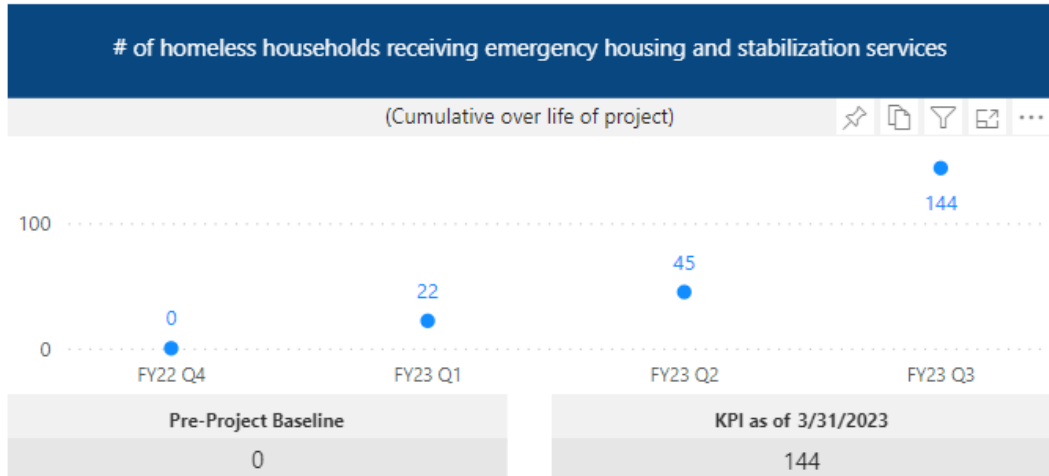 # of homeless households receiving emergency housing and stabilization services
(Cumulative over life of project)
144
100
45
22
0
0
FY22 Q4 FY23 Q1 FY23 Q2 FY23 Q3
Pre-Project Baseline KPI as of 3/31/2023
0 144